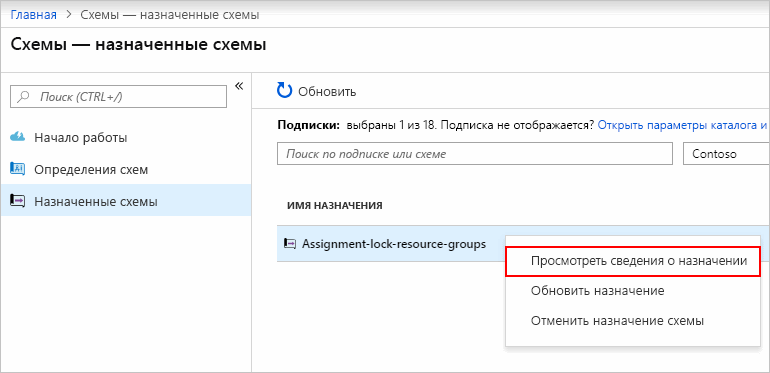 Главная > Схемы — назначенные схемы
Схемы — назначенные схемы
Поиск (CTRL+/)
«
Начало работы
Определения схем
Назначенные схемы
Обновить
Подписки: выбраны 1 из 18. Подписка не отображается? Открыть параметры каталога и
Поиск по подписке или схеме
Contoso
ИМЯ НАЗНАЧЕНИЯ
Assignment-lock-resource-groups
Просмотреть сведения о назначении
Обновить назначение
Отменить назначение схемы